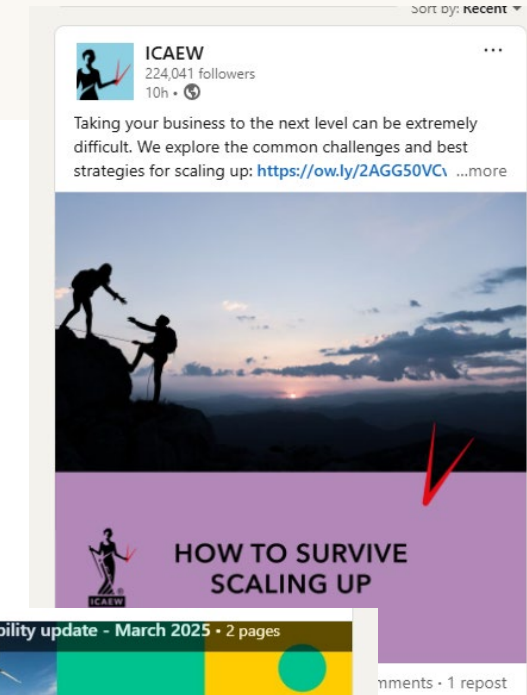 Sort by: Recent
ICAEW
224,041 followers
10h •
Taking your business to the next level can be extremely
difficult. We explore the common challenges and best
strategies for scaling up: https://ow.ly/2AGG50VC ...more
HOW TO SURVIVE
SCALING UP
ICAEW
bility update - March 2025 • 2 pages
mments • 1 repost